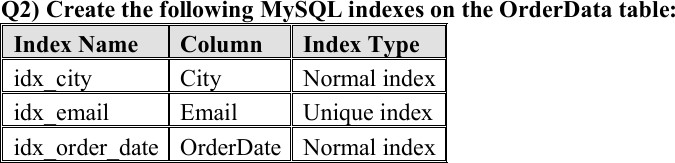 Q2) Create the following MySQL indexes on the OrderData table:
Index Name Column Index Type
idx_city City Normal index
idx_email Email Unique index
idx_order_date OrderDate Normal index